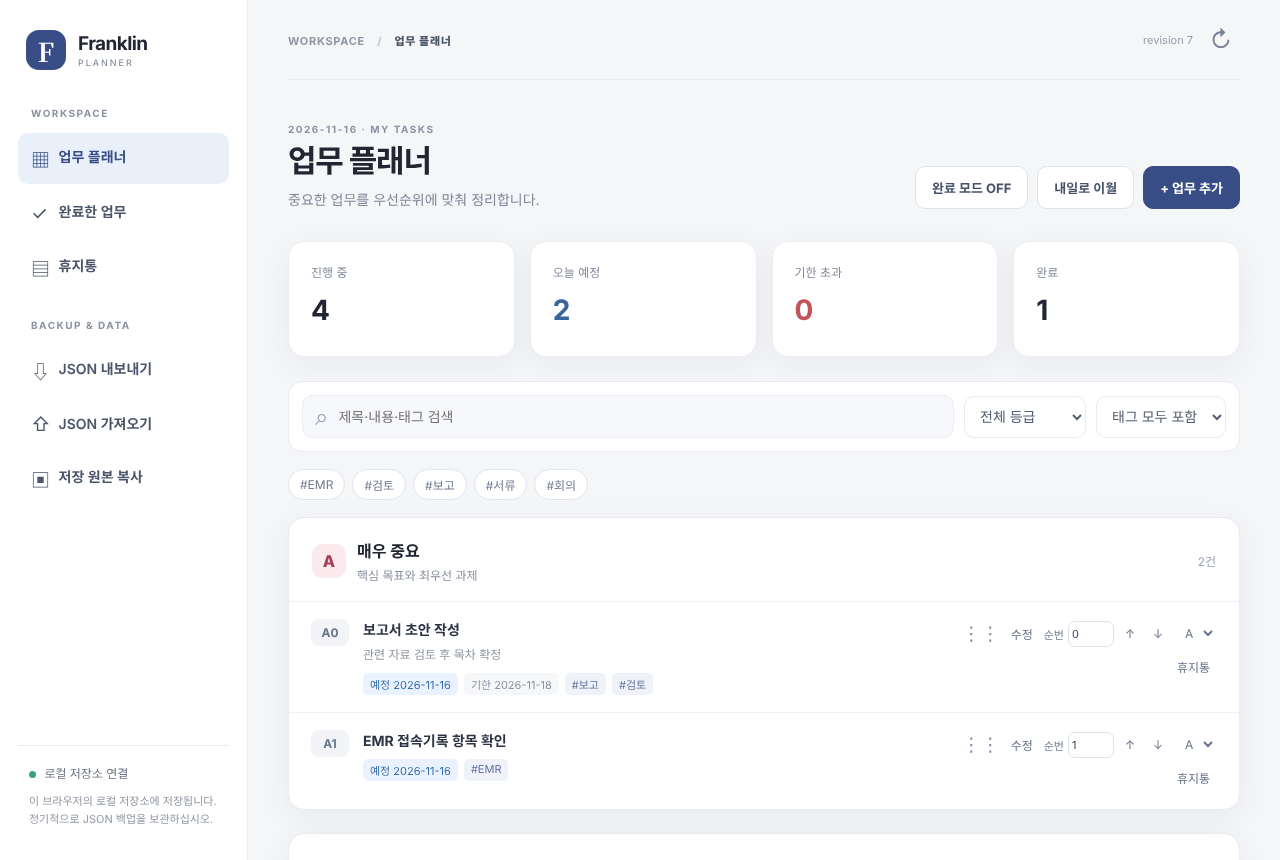 F
Franklin
PLANNER
WORKSPACE
업무 플래너
완료한 업무
휴지통
BACKUP & DATA
JSON 내보내기
JSON 가져오기
저장 원본 복사
로컬 저장소 연결
이 브라우저의 로컬 저장소에 저장됩니다.
정기적으로 JSON 백업을 보관하십시오.
WORKSPACE / 업무 플래너
revision 7
2026-11-16 · MY TASKS
업무 플래너
중요한 업무를 우선순위에 맞춰 정리합니다.
완료 모드 OFF
내일로 이월
+ 업무 추가
진행 중
4
오늘 예정
2
기한 초과
0
완료
1
제목·내용·태그 검색
전체 등급
태그 모두 포함
#EMR
#검토
#보고
#서류
#회의
A
매우 중요
핵심 목표와 최우선 과제
2건
A0
보고서 초안 작성
관련 자료 검토 후 목차 확정
예정 2026-11-16
기한 2026-11-18
#보고
#검토
수정
순번
0
↑
↓
A
휴지통
A1
EMR 접속기록 항목 확인
예정 2026-11-16
#EMR
수정
순번
1
↑
↓
A
휴지통